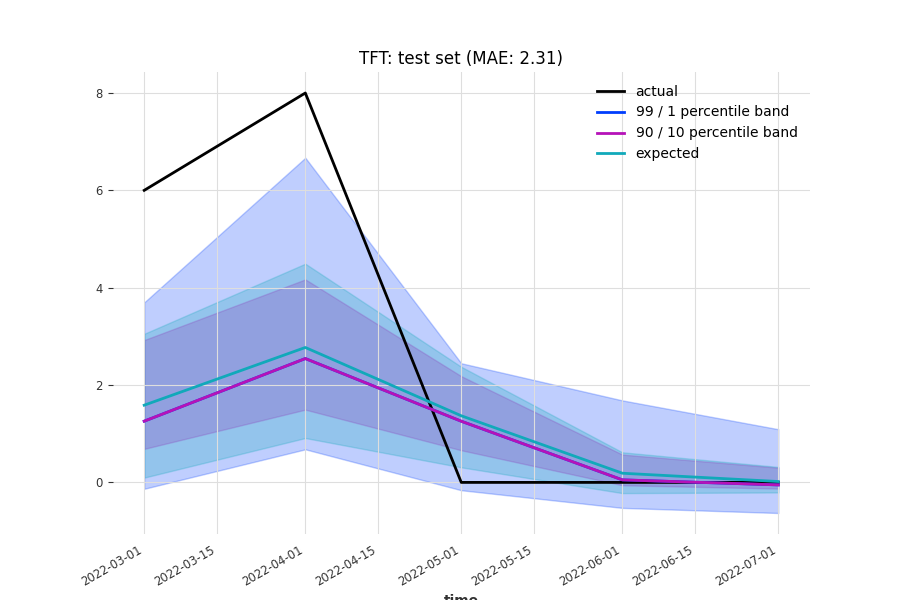 TFT: test set (MAE: 2.31)
actual
99 / 1 percentile band
90 / 10 percentile band
expected
8
6
4
2
0
2022-03-01
2022-03-15
2022-04-01
2022-04-15
2022-05-01
2022-05-15
2022-06-01
2022-06-15
2022-07-01
time